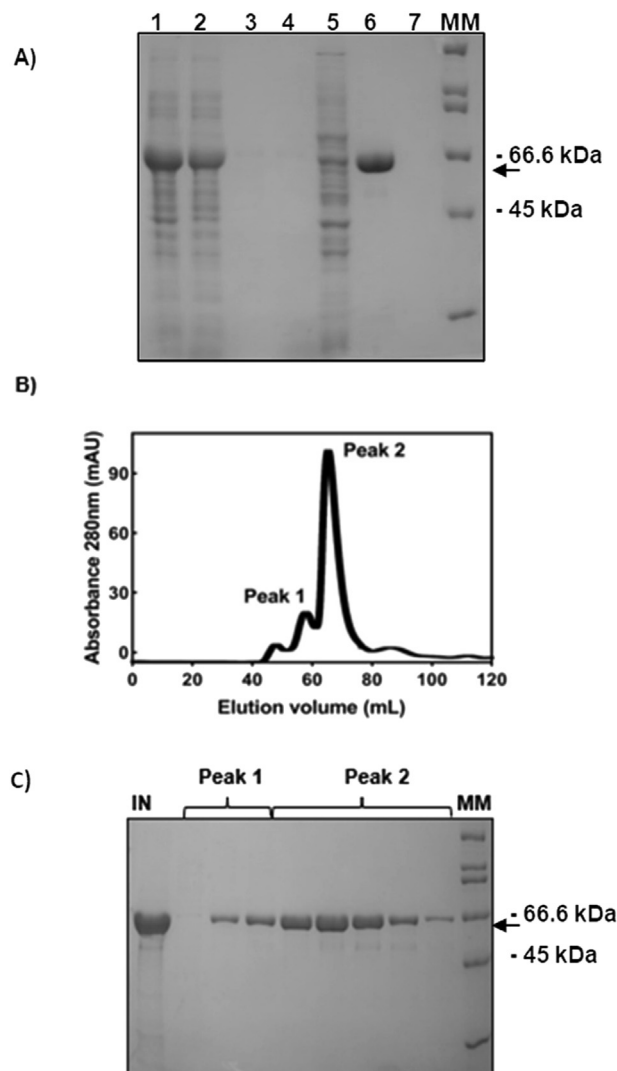 A)
1 2 3 4 5 6 7 MM
- 66.6 kDa
- 45 kDa
B)
Absorbance 280nm (mAU)
90
60
30
0
Peak 1
Peak 2
0 20 40 60 80 100 120
Elution volume (mL)
C)
Peak 1 Peak 2
IN MM
- 66.6 kDa
- 45 kDa